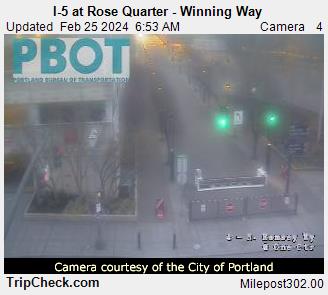 I-5 at Rose Quarter - Winning Way
Updated Feb 25 2024 6:53 AM Camera 4
PBOT
PORTLAND BUREAU OF TRANSPORTATION
Camera courtesy of the City of Portland
TripCheck.com Milepost302.00